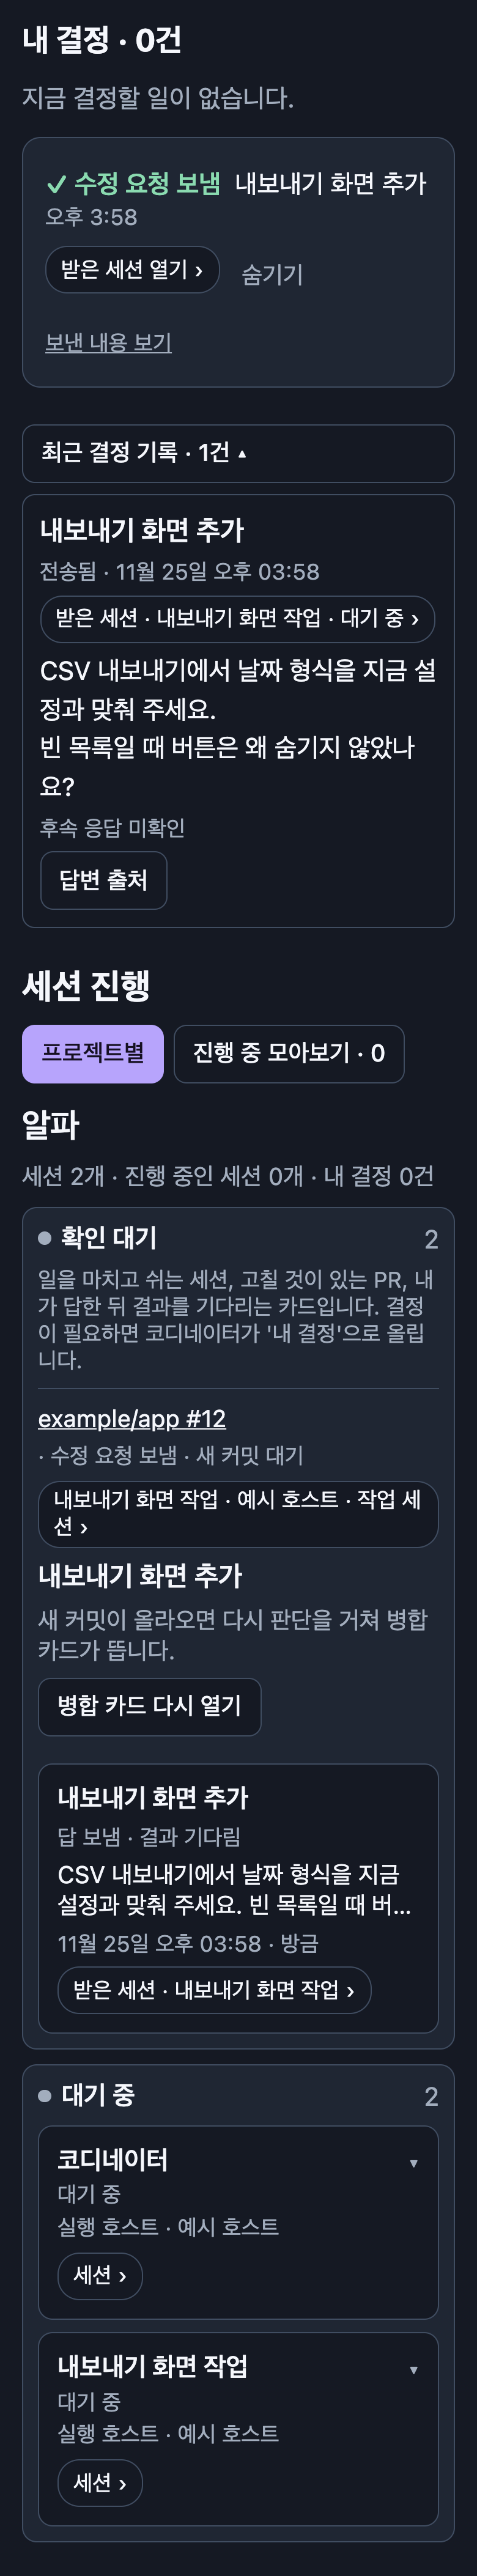 내 결정 · 0건
지금 결정할 일이 없습니다.
✓ 수정 요청 보냄 내보내기 화면 추가
오후 3:58
받은 세션 열기 ›
숨기기
보낸 내용 보기
최근 결정 기록 · 1건 ▴
내보내기 화면 추가
전송됨 · 11월 25일 오후 03:58
받은 세션 · 내보내기 화면 작업 · 대기 중 ›
CSV 내보내기에서 날짜 형식을 지금 설
정과 맞춰 주세요.
빈 목록일 때 버튼은 왜 숨기지 않았나
요?
후속 응답 미확인
답변 출처
세션 진행
프로젝트별
진행 중 모아보기 · 0
알파
세션 2개 · 진행 중인 세션 0개 · 내 결정 0건
확인 대기 2
일을 마치고 쉬는 세션, 고칠 것이 있는 PR, 내
가 답한 뒤 결과를 기다리는 카드입니다. 결정
이 필요하면 코디네이터가 '내 결정'으로 올립
니다.
example/app #12
· 수정 요청 보냄 · 새 커밋 대기
내보내기 화면 작업 · 예시 호스트 · 작업 세
션 ›
내보내기 화면 추가
새 커밋이 올라오면 다시 판단을 거쳐 병합
카드가 뜹니다.
병합 카드 다시 열기
내보내기 화면 추가
답 보냄 · 결과 기다림
CSV 내보내기에서 날짜 형식을 지금
설정과 맞춰 주세요. 빈 목록일 때 버...
11월 25일 오후 03:58 · 방금
받은 세션 · 내보내기 화면 작업 ›
대기 중 2
코디네이터 ▾
대기 중
실행 호스트 · 예시 호스트
세션 ›
내보내기 화면 작업 ▾
대기 중
실행 호스트 · 예시 호스트
세션 ›